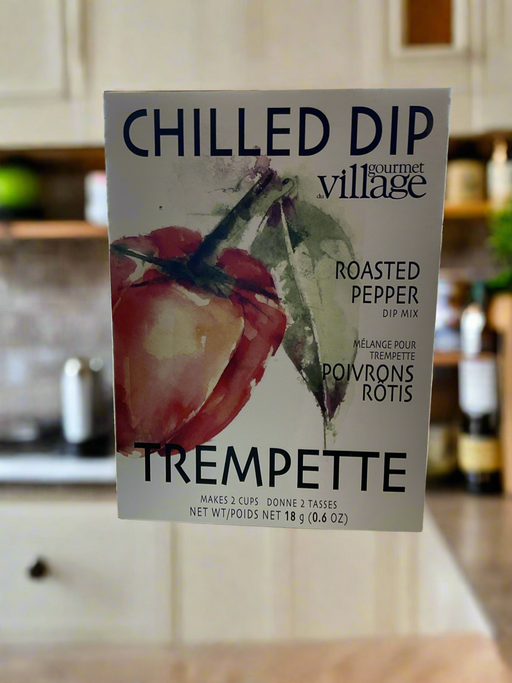 CHILLED DIP
gourmet
du village
ROASTED
PEPPER
DIP MIX
MÉLANGE POUR
TREMPETTE
POIVRONS
RÔTIS
TREMPETTE
MAKES 2 CUPS DONNE 2 TASSES
NET WT/POIDS NET 18 g (0.6 OZ)